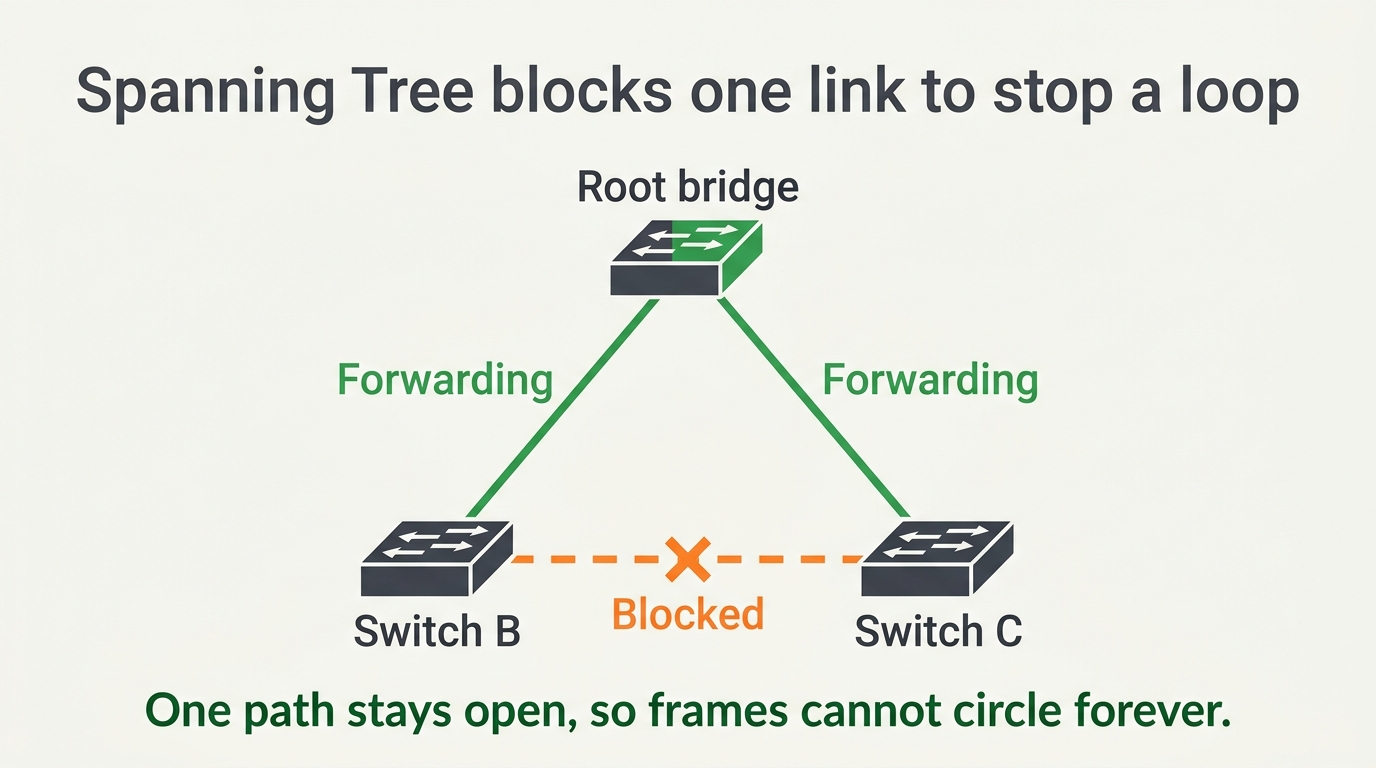 Spanning Tree blocks one link to stop a loop
Root bridge
Forwarding
Forwarding
Blocked
Switch B
Switch C
One path stays open, so frames cannot circle forever.